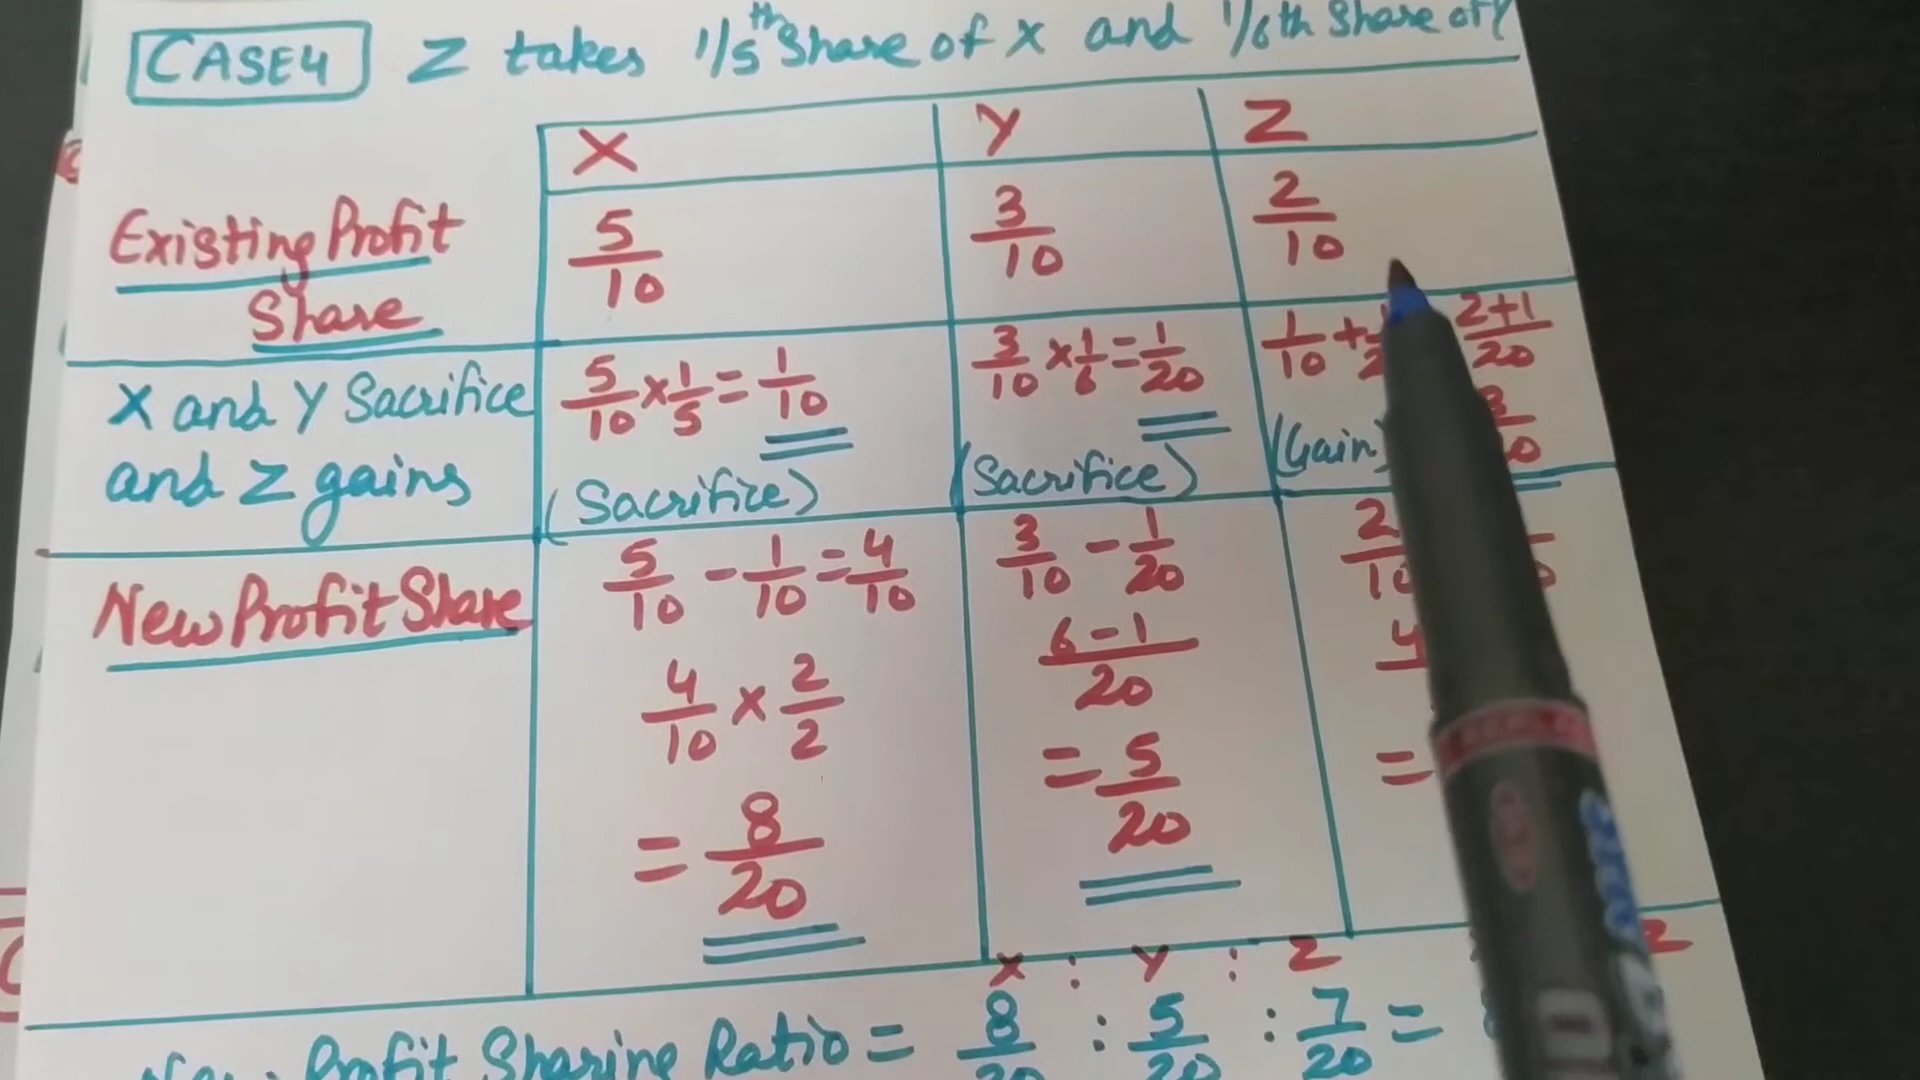 CASE4 Z takes 1/5th Share of X and 1/6th Share of Y
X Y Z
Existing Profit Share
5/10 3/10 2/10
X and Y Sacrifice and Z gains
5/10 × 1/5 = 1/10
(Sacrifice)
3/10 × 1/6 = 1/20
(Sacrifice)
1/10 + 2+1/20
(Gain)
New Profit Share
5/10 - 1/10 = 4/10
4/10 × 2/2
= 8/20
3/10 - 1/20
6-1/20
= 5/20
2/10
4
=
X : Y : Z
Z
Profit Sharing Ratio = 8/20 : 5/20 : 7/20 =